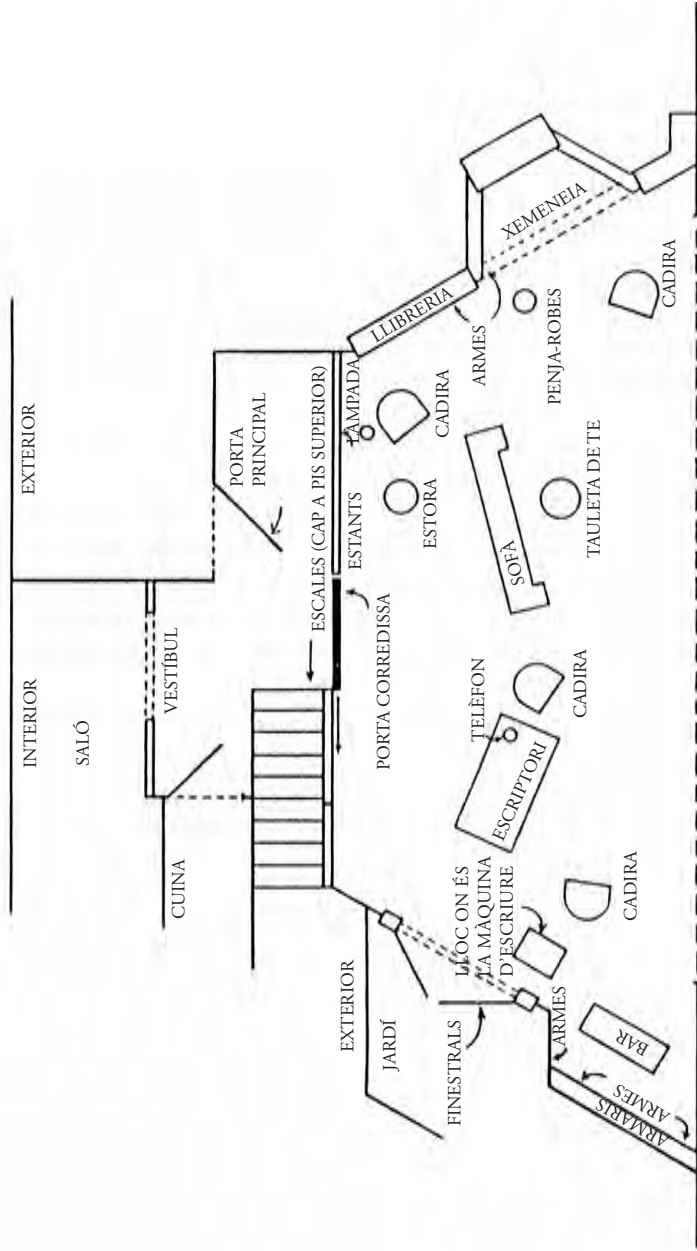 EXTERIOR
INTERIOR
SALÓ
PORTA
PRINCIPAL
VESTÍBUL
CUINA
ESCALES (CAP A PIS SUPERIOR)
LÀMPADA
LLIBRERIA
XEMENEIA
ARMES
PENJA-ROBES
CADIRA
CADIRA
ESTORA
ESTANTS
PORTA CORREDISSA
SOFÀ
TAULETA DE TE
TELÈFON
CADIRA
ESCRIPTORI
EXTERIOR
JARDÍ
FINESTRALS
LLOC ON ÉS
LA MÀQUINA
D'ESCRIURE
CADIRA
ARMES
BAR
ARMARIS
ARMES